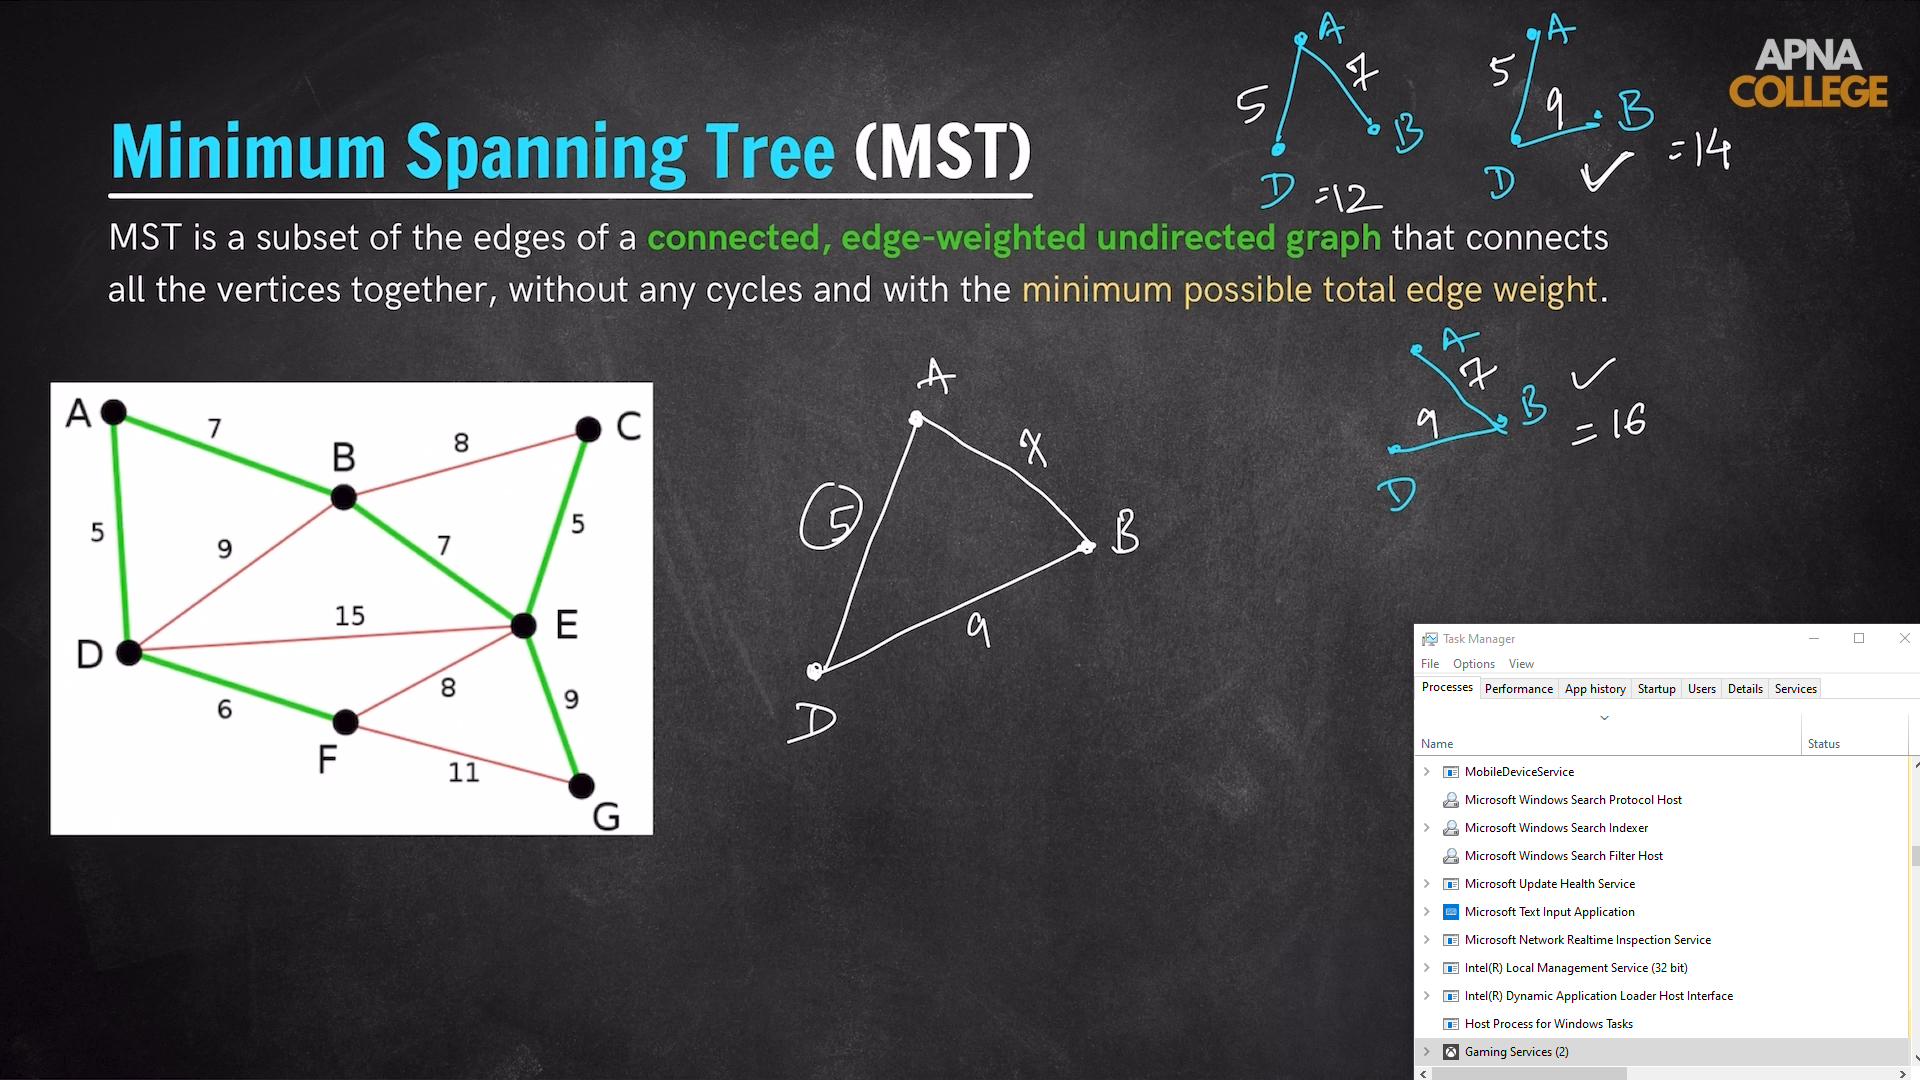 APNA
COLLEGE
Minimum Spanning Tree (MST)
MST is a subset of the edges of a connected, edge-weighted undirected graph that connects
all the vertices together, without any cycles and with the minimum possible total edge weight.
A
5
7
B
D
=12
A
5
9
B
D
=14
A
7
9
B
D
=16
A
7
B
8
C
5
9
7
5
15
E
D
6
8
9
F
11
G
A
7
5
B
9
D
Task Manager
File Options View
Processes Performance App history Startup Users Details Services
Name Status
MobileDeviceService
Microsoft Windows Search Protocol Host
Microsoft Windows Search Indexer
Microsoft Windows Search Filter Host
Microsoft Update Health Service
Microsoft Text Input Application
Microsoft Network Realtime Inspection Service
Intel(R) Local Management Service (32 bit)
Intel(R) Dynamic Application Loader Host Interface
Host Process for Windows Tasks
Gaming Services (2)